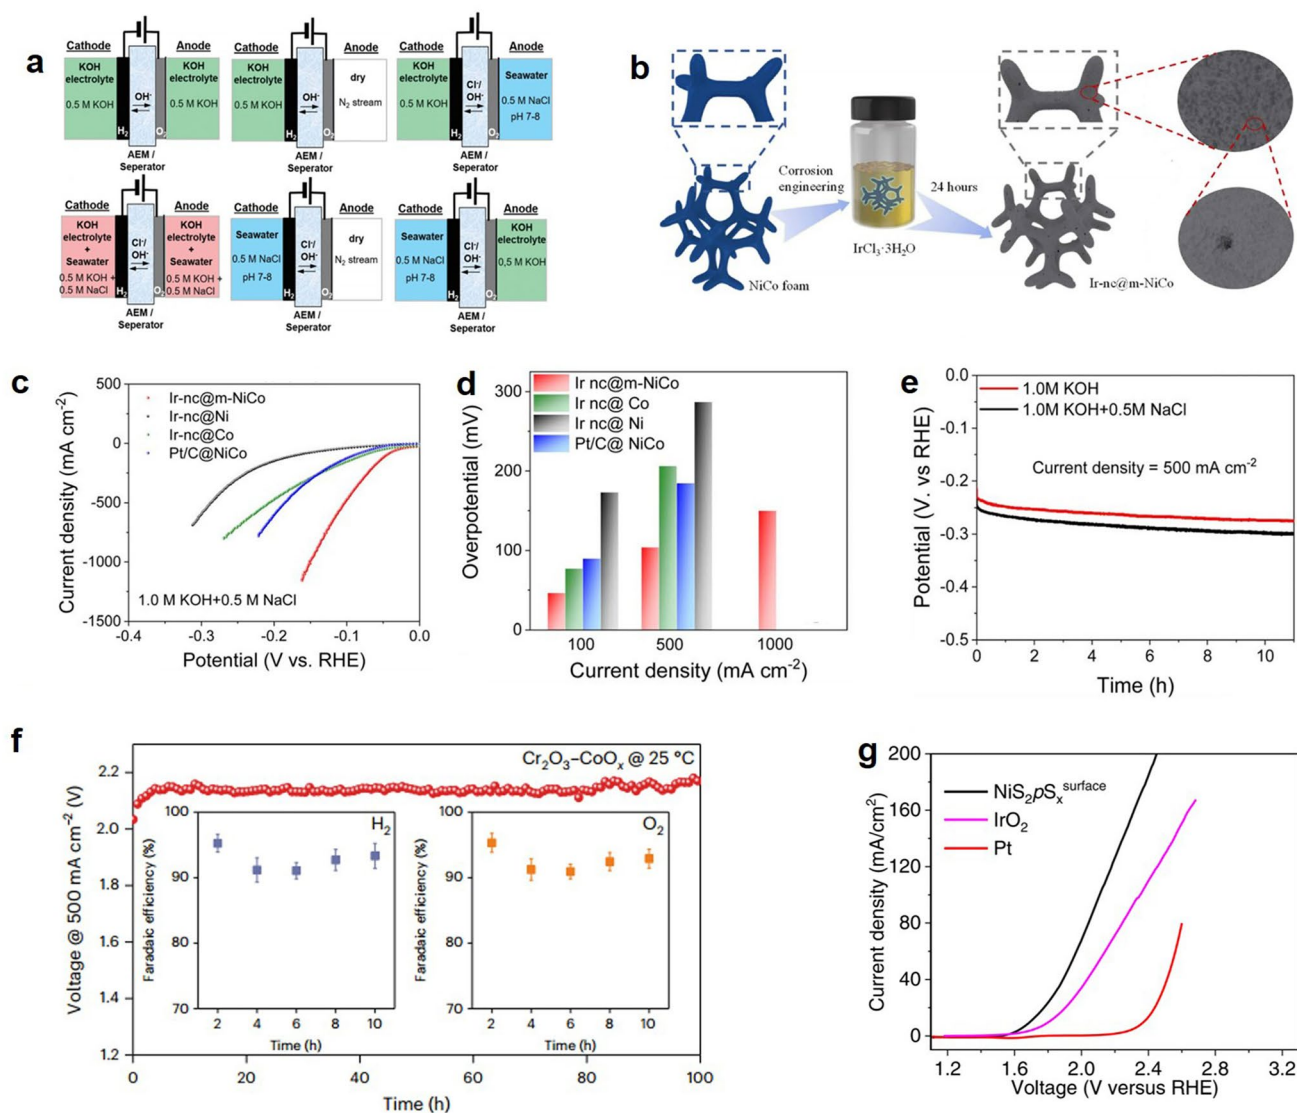 a
Cathode
Anode
KOH
electrolyte
0.5 M KOH
OH⁻
H₂
O₂
KOH
electrolyte
0.5 M KOH
AEM /
Seperator
Cathode
Anode
KOH
electrolyte
0.5 M KOH
OH⁻
H₂
O₂
dry
N₂ stream
AEM /
Seperator
Cathode
Anode
KOH
electrolyte
0.5 M KOH
Cl⁻/
OH⁻
H₂
O₂
Seawater
0.5 M NaCl
pH 7-8
AEM /
Seperator
Cathode
Anode
KOH
electrolyte
+
Seawater
0.5 M KOH +
0.5 M NaCl
Cl⁻/
OH⁻
H₂
O₂
KOH
electrolyte
+
Seawater
0.5 M KOH +
0.5 M NaCl
AEM /
Seperator
Cathode
Anode
Seawater
0.5 M NaCl
pH 7-8
Cl⁻/
OH⁻
H₂
O₂
dry
N₂ stream
AEM /
Seperator
Cathode
Anode
Seawater
0.5 M NaCl
pH 7-8
Cl⁻/
OH⁻
H₂
O₂
KOH
electrolyte
0,5 M KOH
AEM /
Seperator
b
Corrosion
engineering
24 hours
IrCl₃·3H₂O
NiCo foam
Ir-nc@m-NiCo
c
Current density (mA cm⁻²)
500
0
-500
-1000
-1500
Ir-nc@m-NiCo
Ir-nc@Ni
Ir-nc@Co
Pt/C@NiCo
1.0 M KOH+0.5 M NaCl
-0.4
-0.3
-0.2
-0.1
0.0
Potential (V vs. RHE)
d
Overpotential (mV)
300
200
100
0
Ir nc@m-NiCo
Ir nc@ Co
Ir nc@ Ni
Pt/C@ NiCo
100
500
1000
Current density (mA cm⁻²)
e
Potential (V. vs RHE)
0.0
-0.1
-0.2
-0.3
-0.4
-0.5
1.0M KOH
1.0M KOH+0.5M NaCl
Current density = 500 mA cm⁻²
0
2
4
6
8
10
Time (h)
f
Voltage @ 500 mA cm⁻² (V)
2.2
2.0
1.8
1.6
1.4
1.2
Cr₂O₃–CoOₓ @ 25 °C
Faradaic efficiency (%)
100
90
80
70
H₂
2
4
6
8
10
Time (h)
Faradaic efficiency (%)
100
90
80
70
O₂
2
4
6
8
10
Time (h)
0
20
40
60
80
100
Time (h)
g
Current density (mA/cm²)
200
160
120
80
40
0
NiS₂pSₓ surface
IrO₂
Pt
1.2
1.6
2.0
2.4
2.8
3.2
Voltage (V versus RHE)